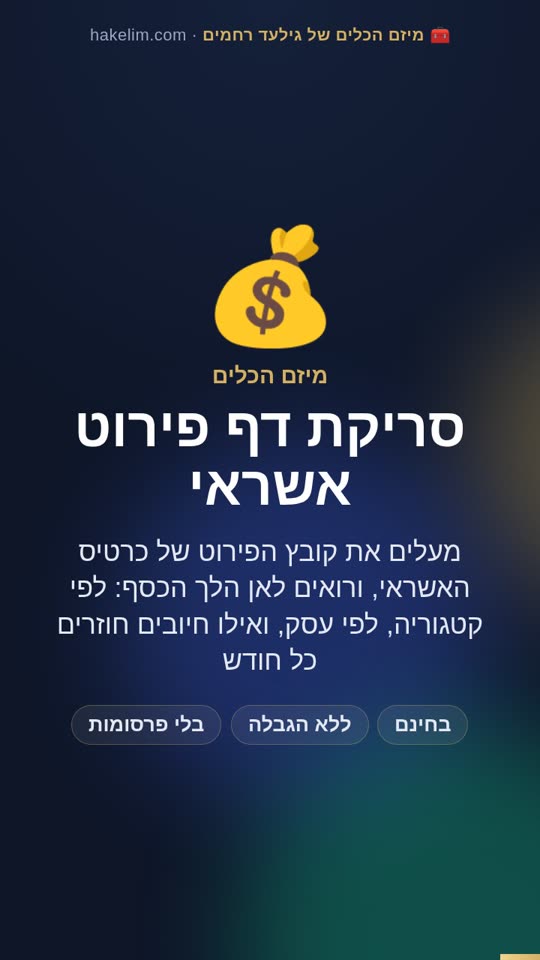 🧰 מיזם הכלים של גילעד רחמים · hakelim.com
מיזם הכלים
סריקת דף פירוט
אשראי
מעלים את קובץ הפירוט של כרטיס
האשראי, ורואים לאן הלך הכסף: לפי
קטגוריה, לפי עסק, ואילו חיובים חוזרים
כל חודש
בחינם
ללא הגבלה
בלי פרסומות